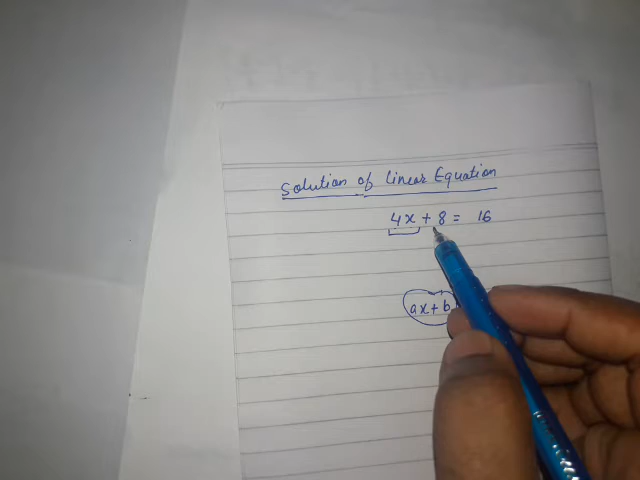 Solution of Linear Equation
4x + 8 = 16
ax + b